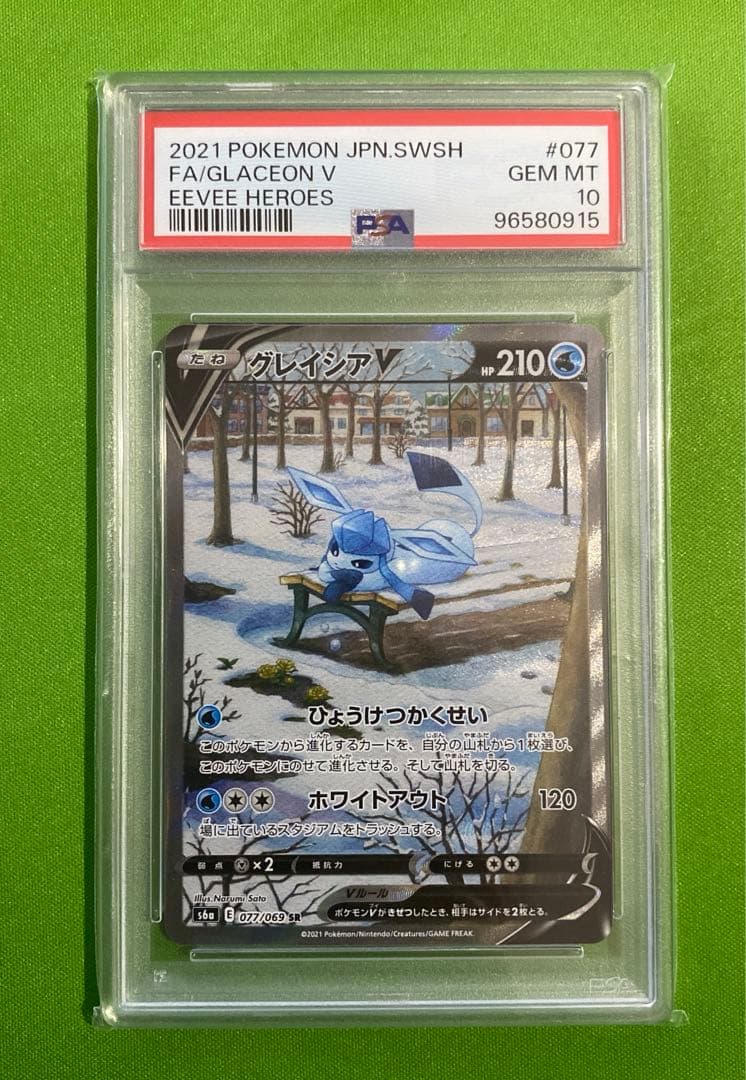 2021 POKEMON JPN.SWSH #077
FA/GLACEON V GEM MT
EEVEE HEROES 10
PSA 96580915
たね グレイシアV HP 210
ひょうけつかくせい
このポケモンから進化するカードを、自分の山札から1枚選び、
このポケモンにのせて進化させる。そして山札を切る。
ホワイトアウト 120
場に出ているスタジアムをトラッシュする。
弱点 ×2 抵抗力 にげる
Vルール
ポケモンVがきぜつしたとき、相手はサイドを2枚とる。
Illus.Narumi Sato
s6a E 077/069 SR
©2021 Pokémon/Nintendo/Creatures/GAME FREAK.
PSA